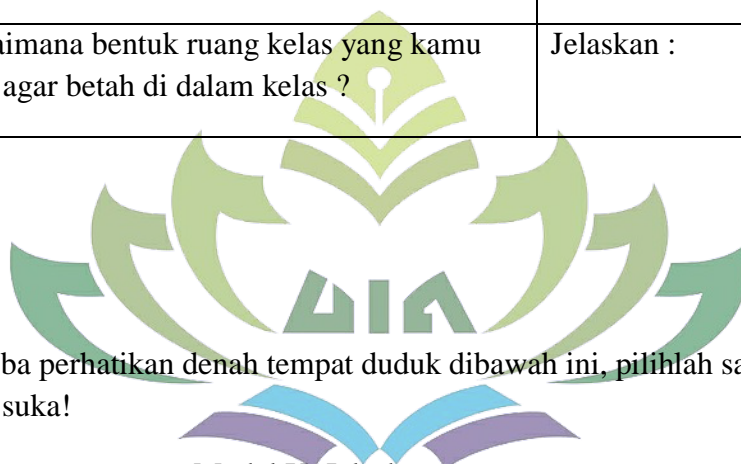 aimana bentuk ruang kelas yang kamu
Jelaskan :
agar betah di dalam kelas ?
UIN
ba perhatikan denah tempat duduk dibawah ini, pilihlah sa
suka!